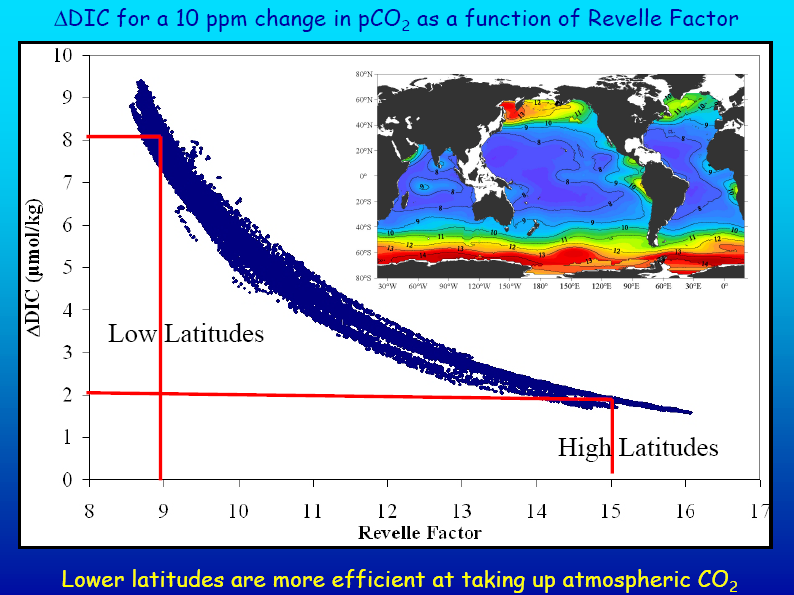 ΔDIC for a 10 ppm change in pCO₂ as a function of Revelle Factor
10
9
8
7
6
5
4
3
2
1
0
ΔDIC (µmol/kg)
8 9 10 11 12 13 14 15 16 17
Revelle Factor
Low Latitudes
High Latitudes
80°N
60°N
40°N
20°N
0°
20°S
40°S
60°S
80°S
30°W 60°W 90°W 120°W 150°W 180° 150°E 120°E 90°E 60°E 30°E 0°
Lower latitudes are more efficient at taking up atmospheric CO₂